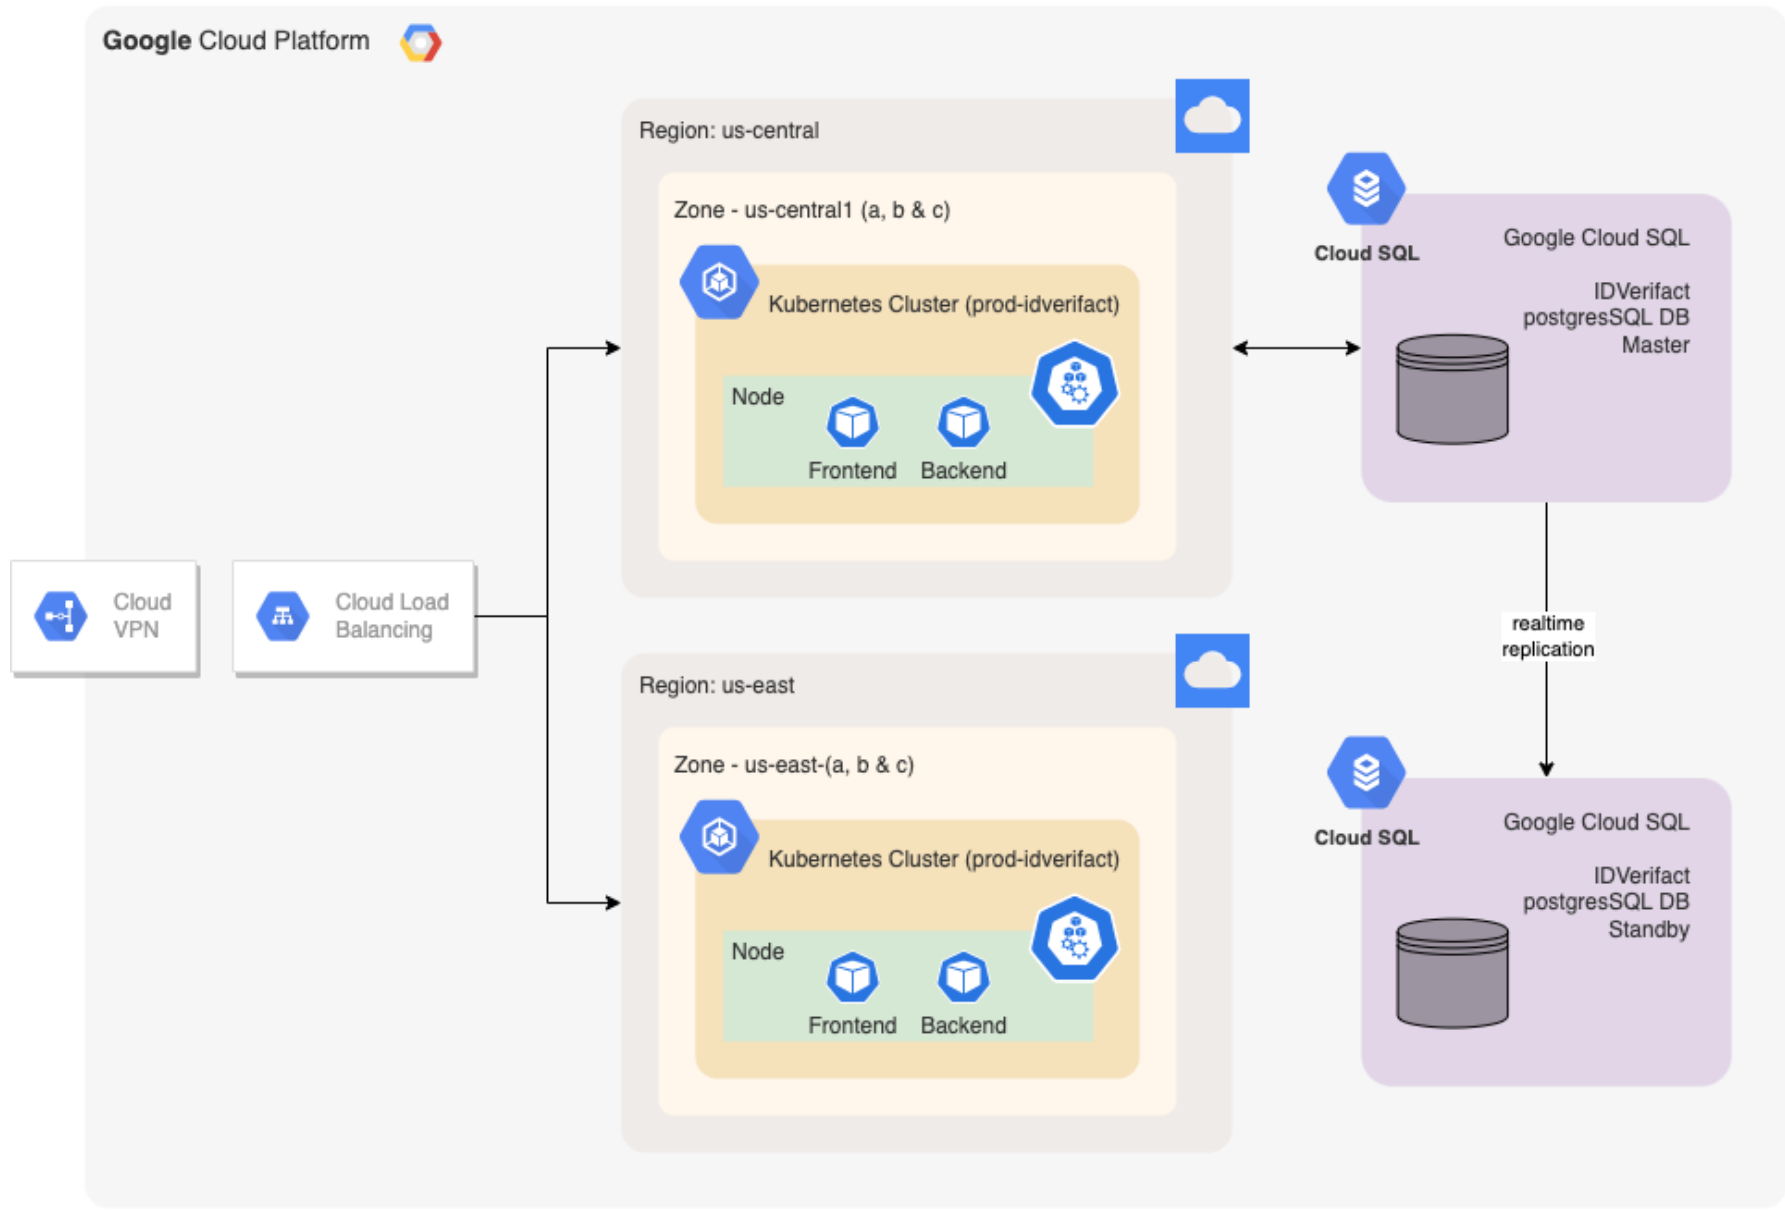 Google Cloud Platform
Region: us-central
Zone - us-central1 (a, b & c)
Kubernetes Cluster (prod-idverifact)
Node
Frontend
Backend
Cloud SQL
Google Cloud SQL
IDVerifact
postgresSQL DB
Master
Cloud
VPN
Cloud Load
Balancing
realtime
replication
Region: us-east
Zone - us-east-(a, b & c)
Kubernetes Cluster (prod-idverifact)
Node
Frontend
Backend
Cloud SQL
Google Cloud SQL
IDVerifact
postgresSQL DB
Standby